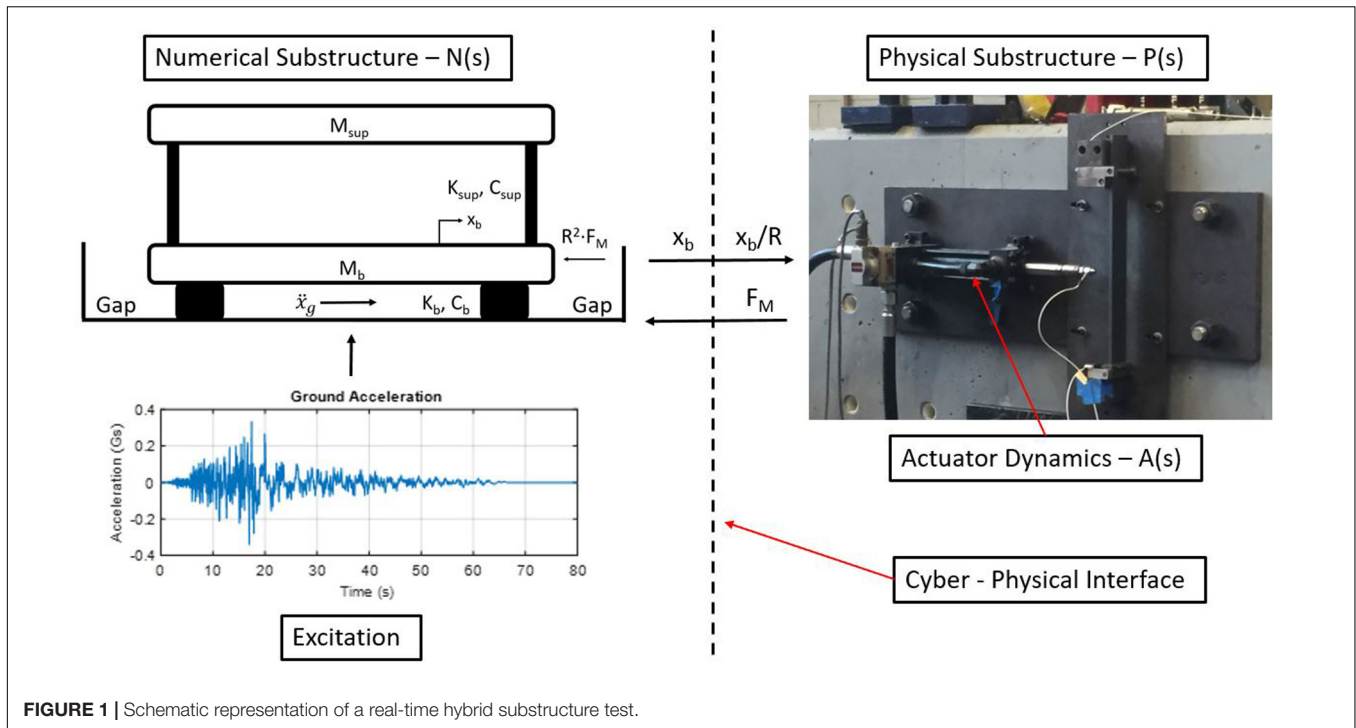 Numerical Substructure – N(s)
Physical Substructure – P(s)
M_sup
K_sup, C_sup
x_b
R²·F_M
M_b
Gap
ẍ_g
K_b, C_b
Gap
x_b
x_b/R
F_M
Ground Acceleration
Acceleration (Gs)
0.4
0.2
0
-0.2
-0.4
0 10 20 30 40 50 60 70 80
Time (s)
Excitation
Actuator Dynamics – A(s)
Cyber - Physical Interface
FIGURE 1 | Schematic representation of a real-time hybrid substructure test.